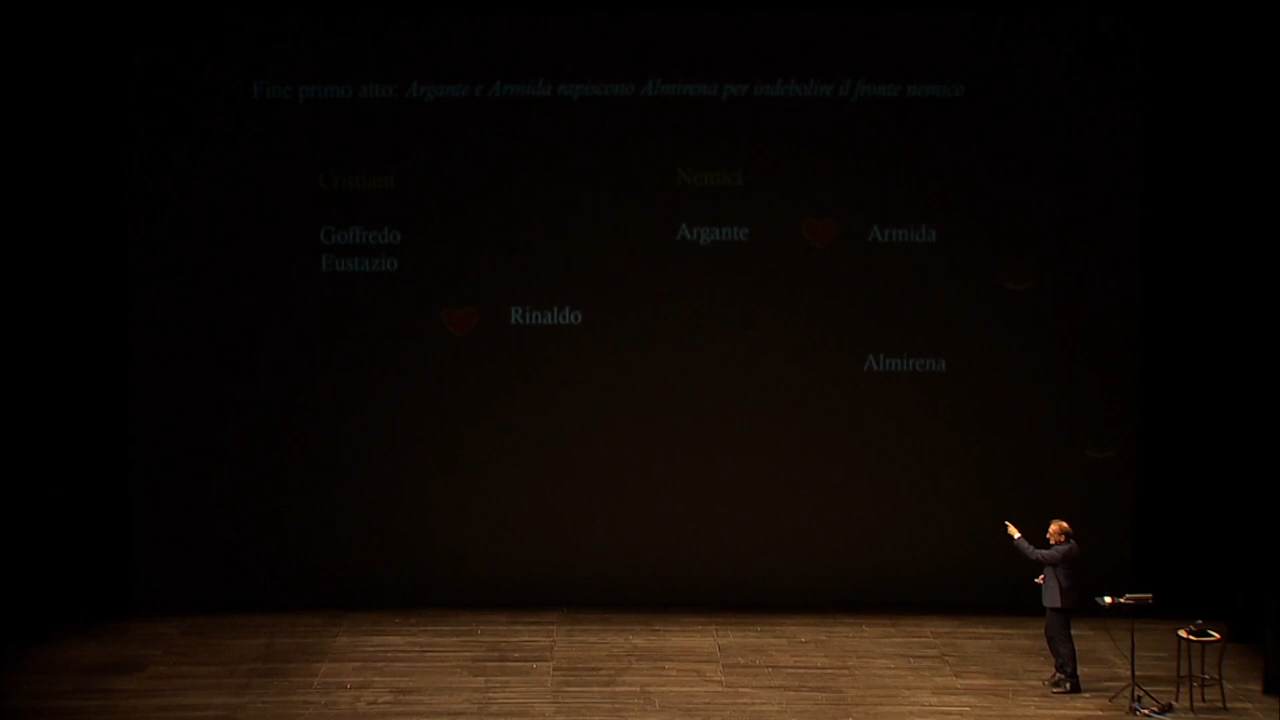 Fine primo atto: Argante e Armida rapiscono Almirena per indebolire il fronte nemico
Cristiani
Nemici
Goffredo
Argante
Armida
Eustazio
Rinaldo
Almirena